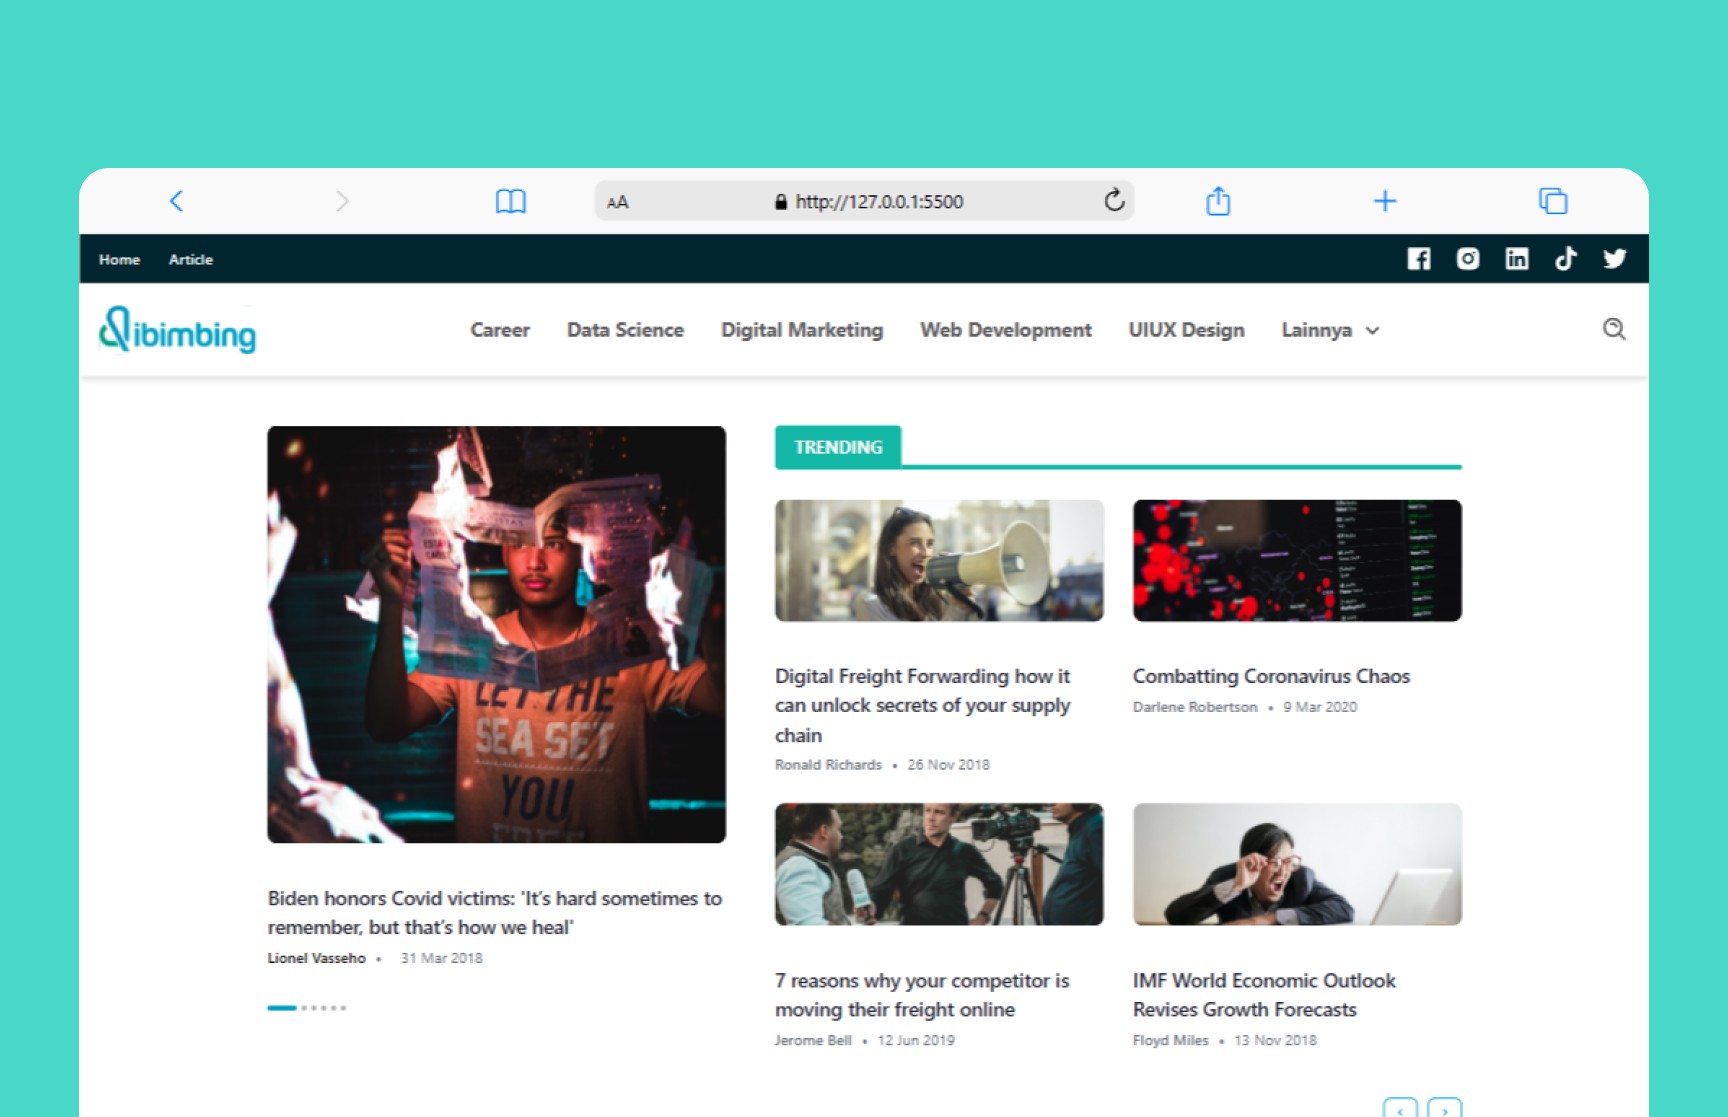 AA
http://127.0.0.1:5500
Home
Article
ibimbing
Career
Data Science
Digital Marketing
Web Development
UIUX Design
Lainnya
LET THE
SEA SET
YOU
FREE
Biden honors Covid victims: 'It’s hard sometimes to
remember, but that’s how we heal'
Lionel Vasseho • 31 Mar 2018
TRENDING
Digital Freight Forwarding how it
can unlock secrets of your supply
chain
Ronald Richards • 26 Nov 2018
Combatting Coronavirus Chaos
Darlene Robertson • 9 Mar 2020
7 reasons why your competitor is
moving their freight online
Jerome Bell • 12 Jun 2019
IMF World Economic Outlook
Revises Growth Forecasts
Floyd Miles • 13 Nov 2018